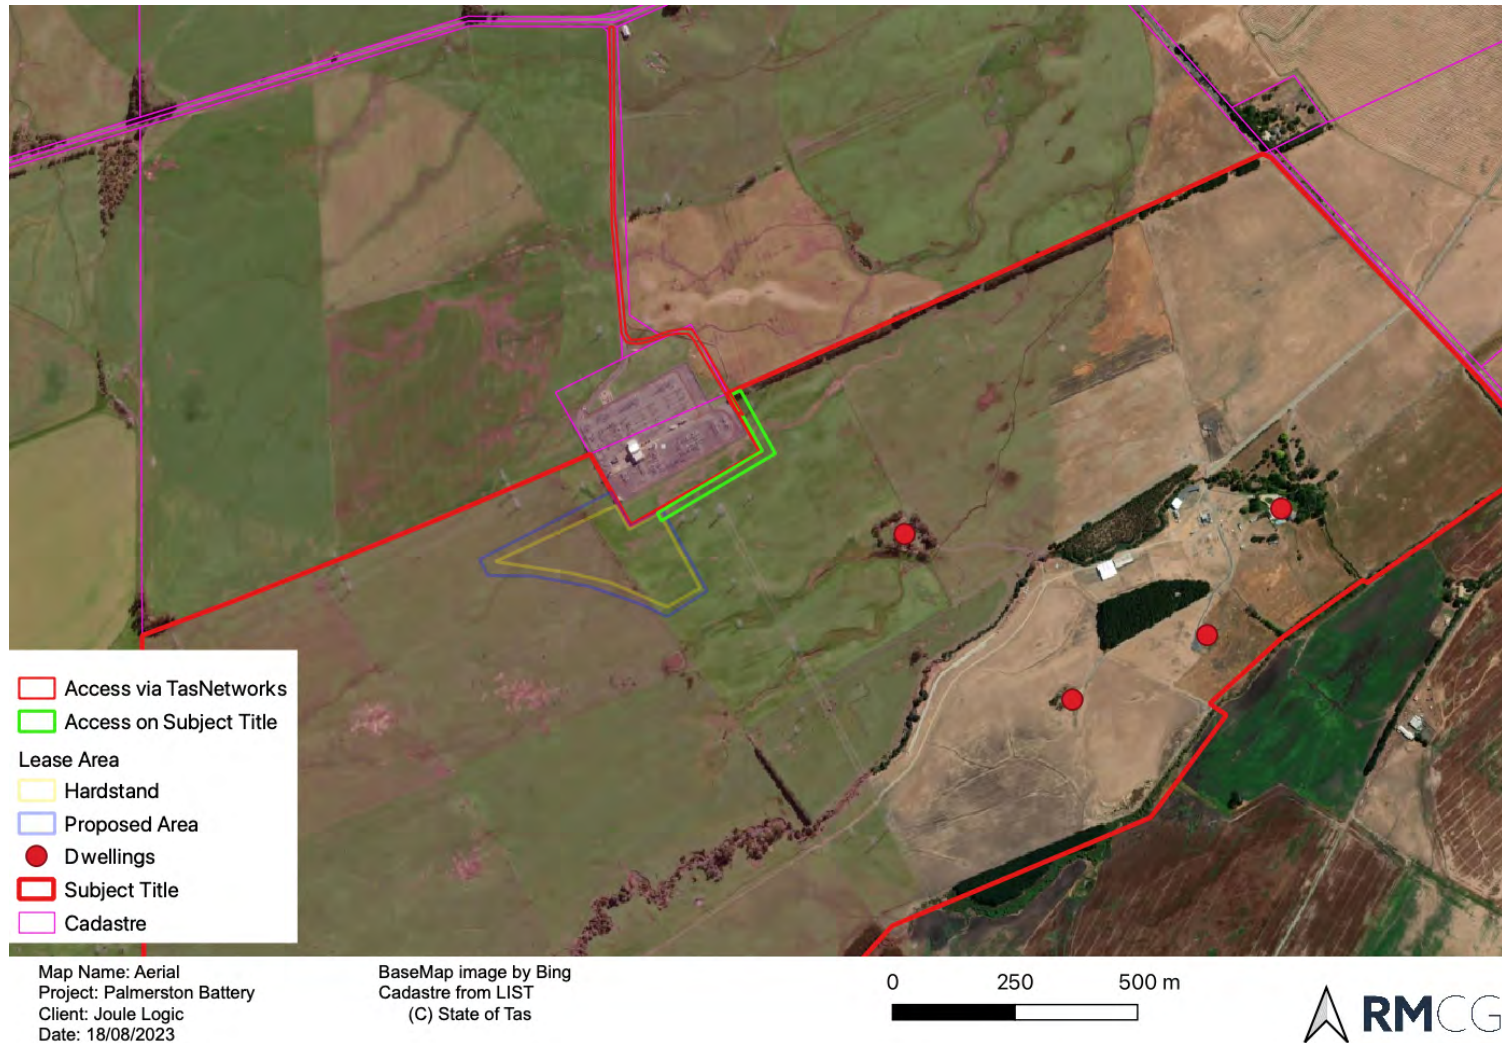 Access via TasNetworks
Access on Subject Title
Lease Area
Hardstand
Proposed Area
Dwellings
Subject Title
Cadastre
Map Name: Aerial
Project: Palmerston Battery
Client: Joule Logic
Date: 18/08/2023
BaseMap image by Bing
Cadastre from LIST
(C) State of Tas
0 250 500 m
RMCG